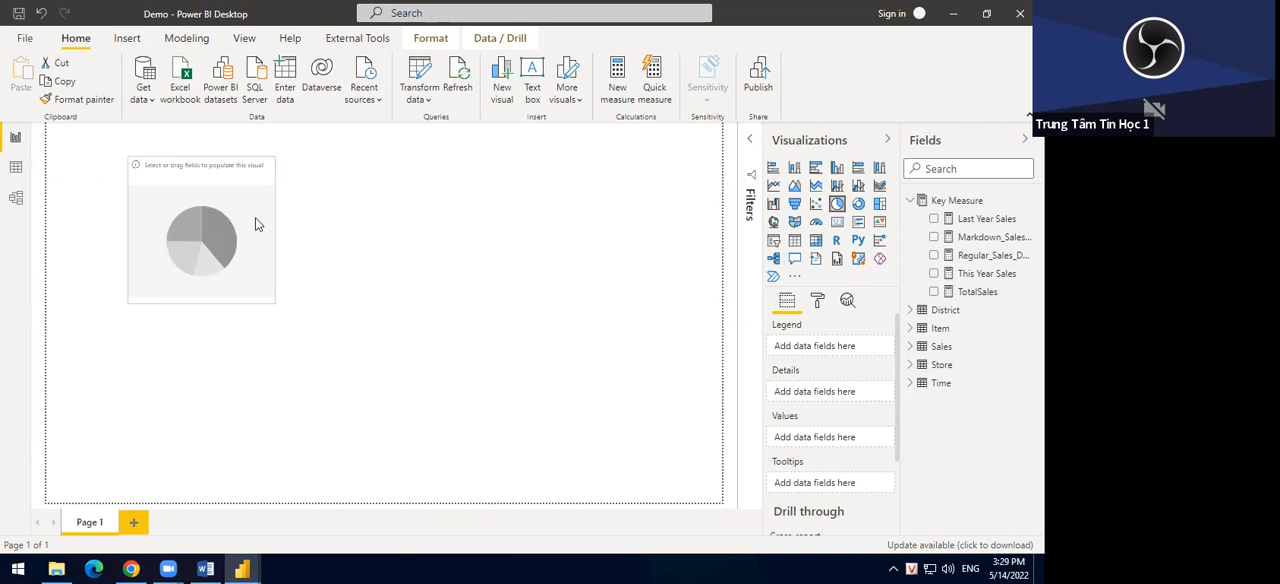 Demo - Power BI Desktop
Search
Sign in
File
Home
Insert
Modeling
View
Help
External Tools
Format
Data / Drill
Paste
Cut
Copy
Format painter
Clipboard
Get data
Excel workbook
Power BI datasets
SQL Server
Enter data
Dataverse
Recent sources
Data
Transform data
Refresh
Queries
New visual
Text box
More visuals
Insert
New measure
Quick measure
Calculations
Sensitivity
Sensitivity
Publish
Share
Trung Tâm Tin Học 1
Select or drag fields to populate this visual
Filters
Visualizations
R
Py
Legend
Add data fields here
Details
Add data fields here
Values
Add data fields here
Tooltips
Add data fields here
Drill through
Cross-report
Fields
Search
Key Measure
Last Year Sales
Markdown_Sales...
Regular_Sales_D...
This Year Sales
TotalSales
District
Item
Sales
Store
Time
Page 1
Page 1 of 1
Update available (click to download)
ENG
3:29 PM
5/14/2022